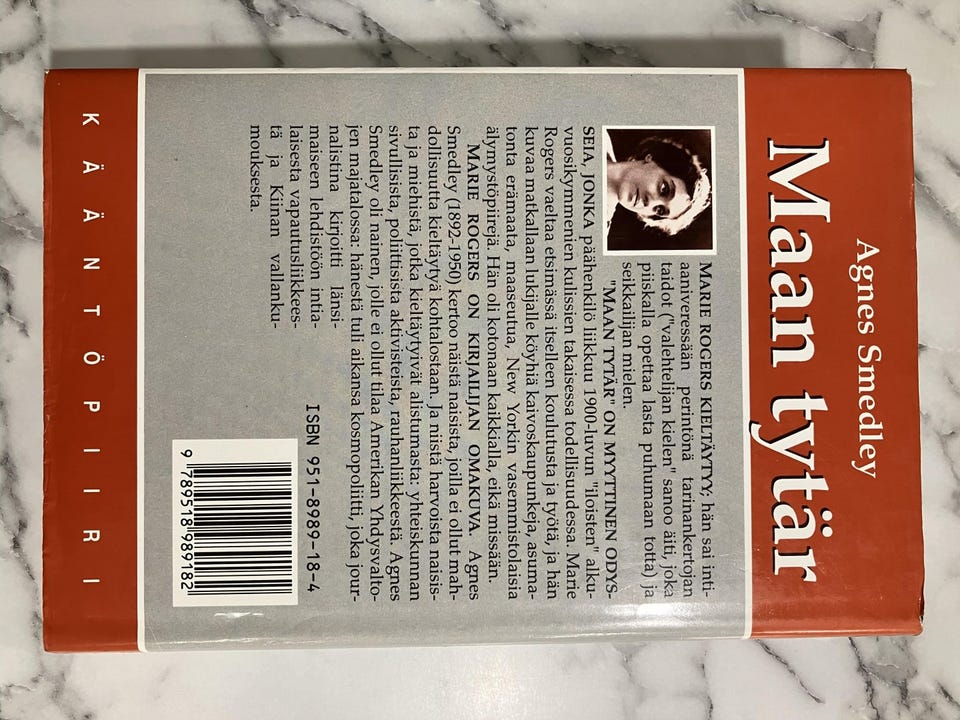 Agnes Smedley
Maan tytär
MARIE ROGERS KIELTÄYTYY; hän sai inti-
aaniveressään perintönä tarinankertojan
taidot ("valehtelijan kielen" sanoo äiti, joka
piiskalla opettaa lasta puhumaan totta) ja
seikkailijan mielen.
"MAAN TYTÄR" ON MYYTTINEN ODYS-
SEIA, JONKA päähenkilö liikkuu 1900-luvun "iloisten" alku-
vuosikymmenien kulissien takaisessa todellisuudessa. Marie
Rogers vaeltaa etsimässä itselleen koulutusta ja työtä, ja hän
kuvaa matkallaan lukijalle köyhiä kaivoskaupunkeja, asuma-
tonta erämaata, maaseutua, New Yorkin vasemmistolaisia
älymystöpiirejä. Hän oli kotonaan kaikkialla, eikä missään.
MARIE ROGERS ON KIRJAILIJAN OMAKUVA. Agnes
Smedley (1892-1950) kertoo näistä naisista, joilla ei ollut mah-
dollisuutta kieltäytyä kohtalostaan. Ja niistä harvoista naisis-
ta ja miehistä, jotka kieltäytyivät alistumasta: yhteiskunnan
sivullisista, poliittisista aktivisteista, rauhanliikkeestä. Agnes
Smedley oli nainen, jolle ei ollut tilaa Amerikan Yhdysvalto-
jen majatalossa: hänestä tuli aikansa kosmopoliitti, joka jour-
nalistina kirjoitti länsi-
maiseen lehdistöön intia-
laisesta vapautusliikkees-
tä ja Kiinan vallanku-
mouksesta.
ISBN 951-8989-18-4
9 789518 989182
KÄÄNTÖPIIRI